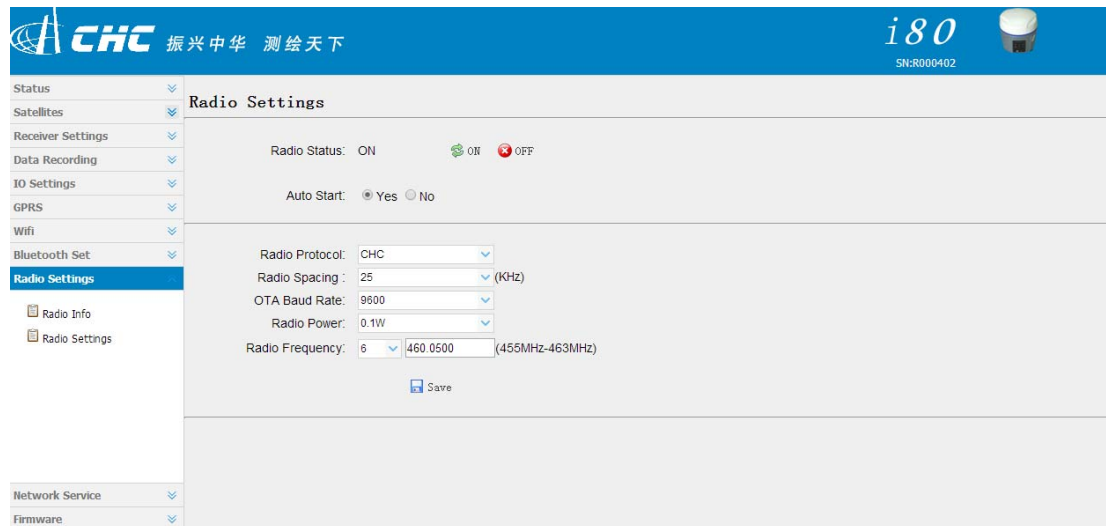 CHC 振兴中华 测绘天下
i80
SN:R000402
Status
Satellites
Receiver Settings
Data Recording
IO Settings
GPRS
Wifi
Bluetooth Set
Radio Settings
Radio Info
Radio Settings
Network Service
Firmware
Radio Settings
Radio Status: ON ON OFF
Auto Start: Yes No
Radio Protocol: CHC
Radio Spacing : 25 (KHz)
OTA Baud Rate: 9600
Radio Power: 0.1W
Radio Frequency: 6 460.0500 (455MHz-463MHz)
Save